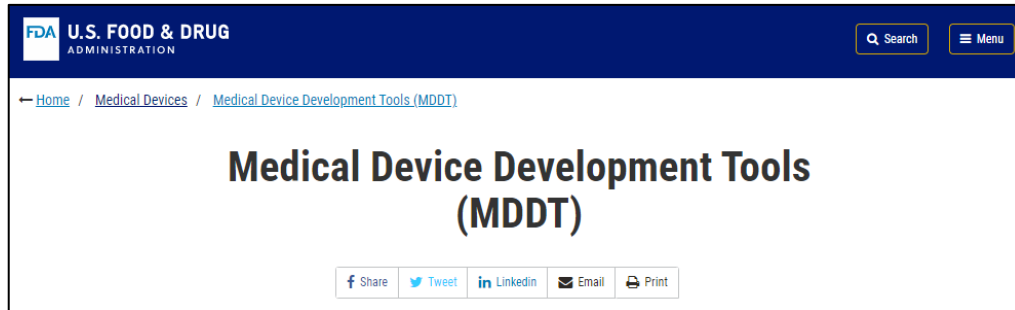 FDA U.S. FOOD & DRUG
ADMINISTRATION
Search
Menu
Home / Medical Devices / Medical Device Development Tools (MDDT)
Medical Device Development Tools
(MDDT)
Share Tweet Linkedin Email Print